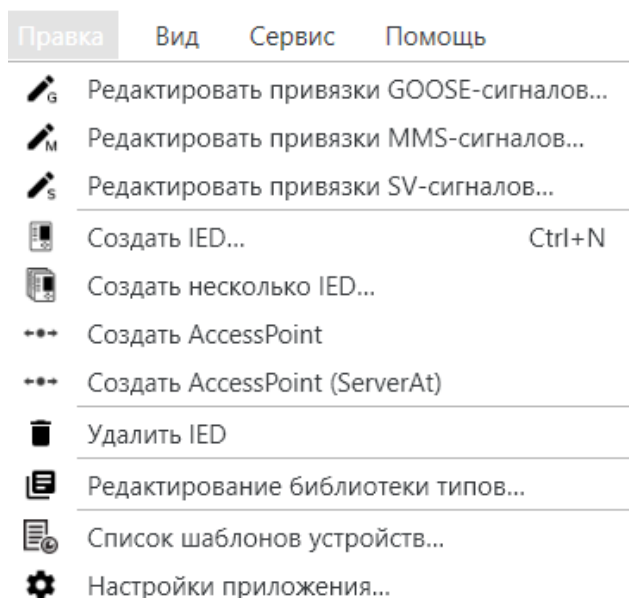 Правка Вид Сервис Помощь
G Редактировать привязки GOOSE-сигналов...
M Редактировать привязки MMS-сигналов...
S Редактировать привязки SV-сигналов...
Создать IED... Ctrl+N
Создать несколько IED...
Создать AccessPoint
Создать AccessPoint (ServerAt)
Удалить IED
Редактирование библиотеки типов...
Список шаблонов устройств...
Настройки приложения...